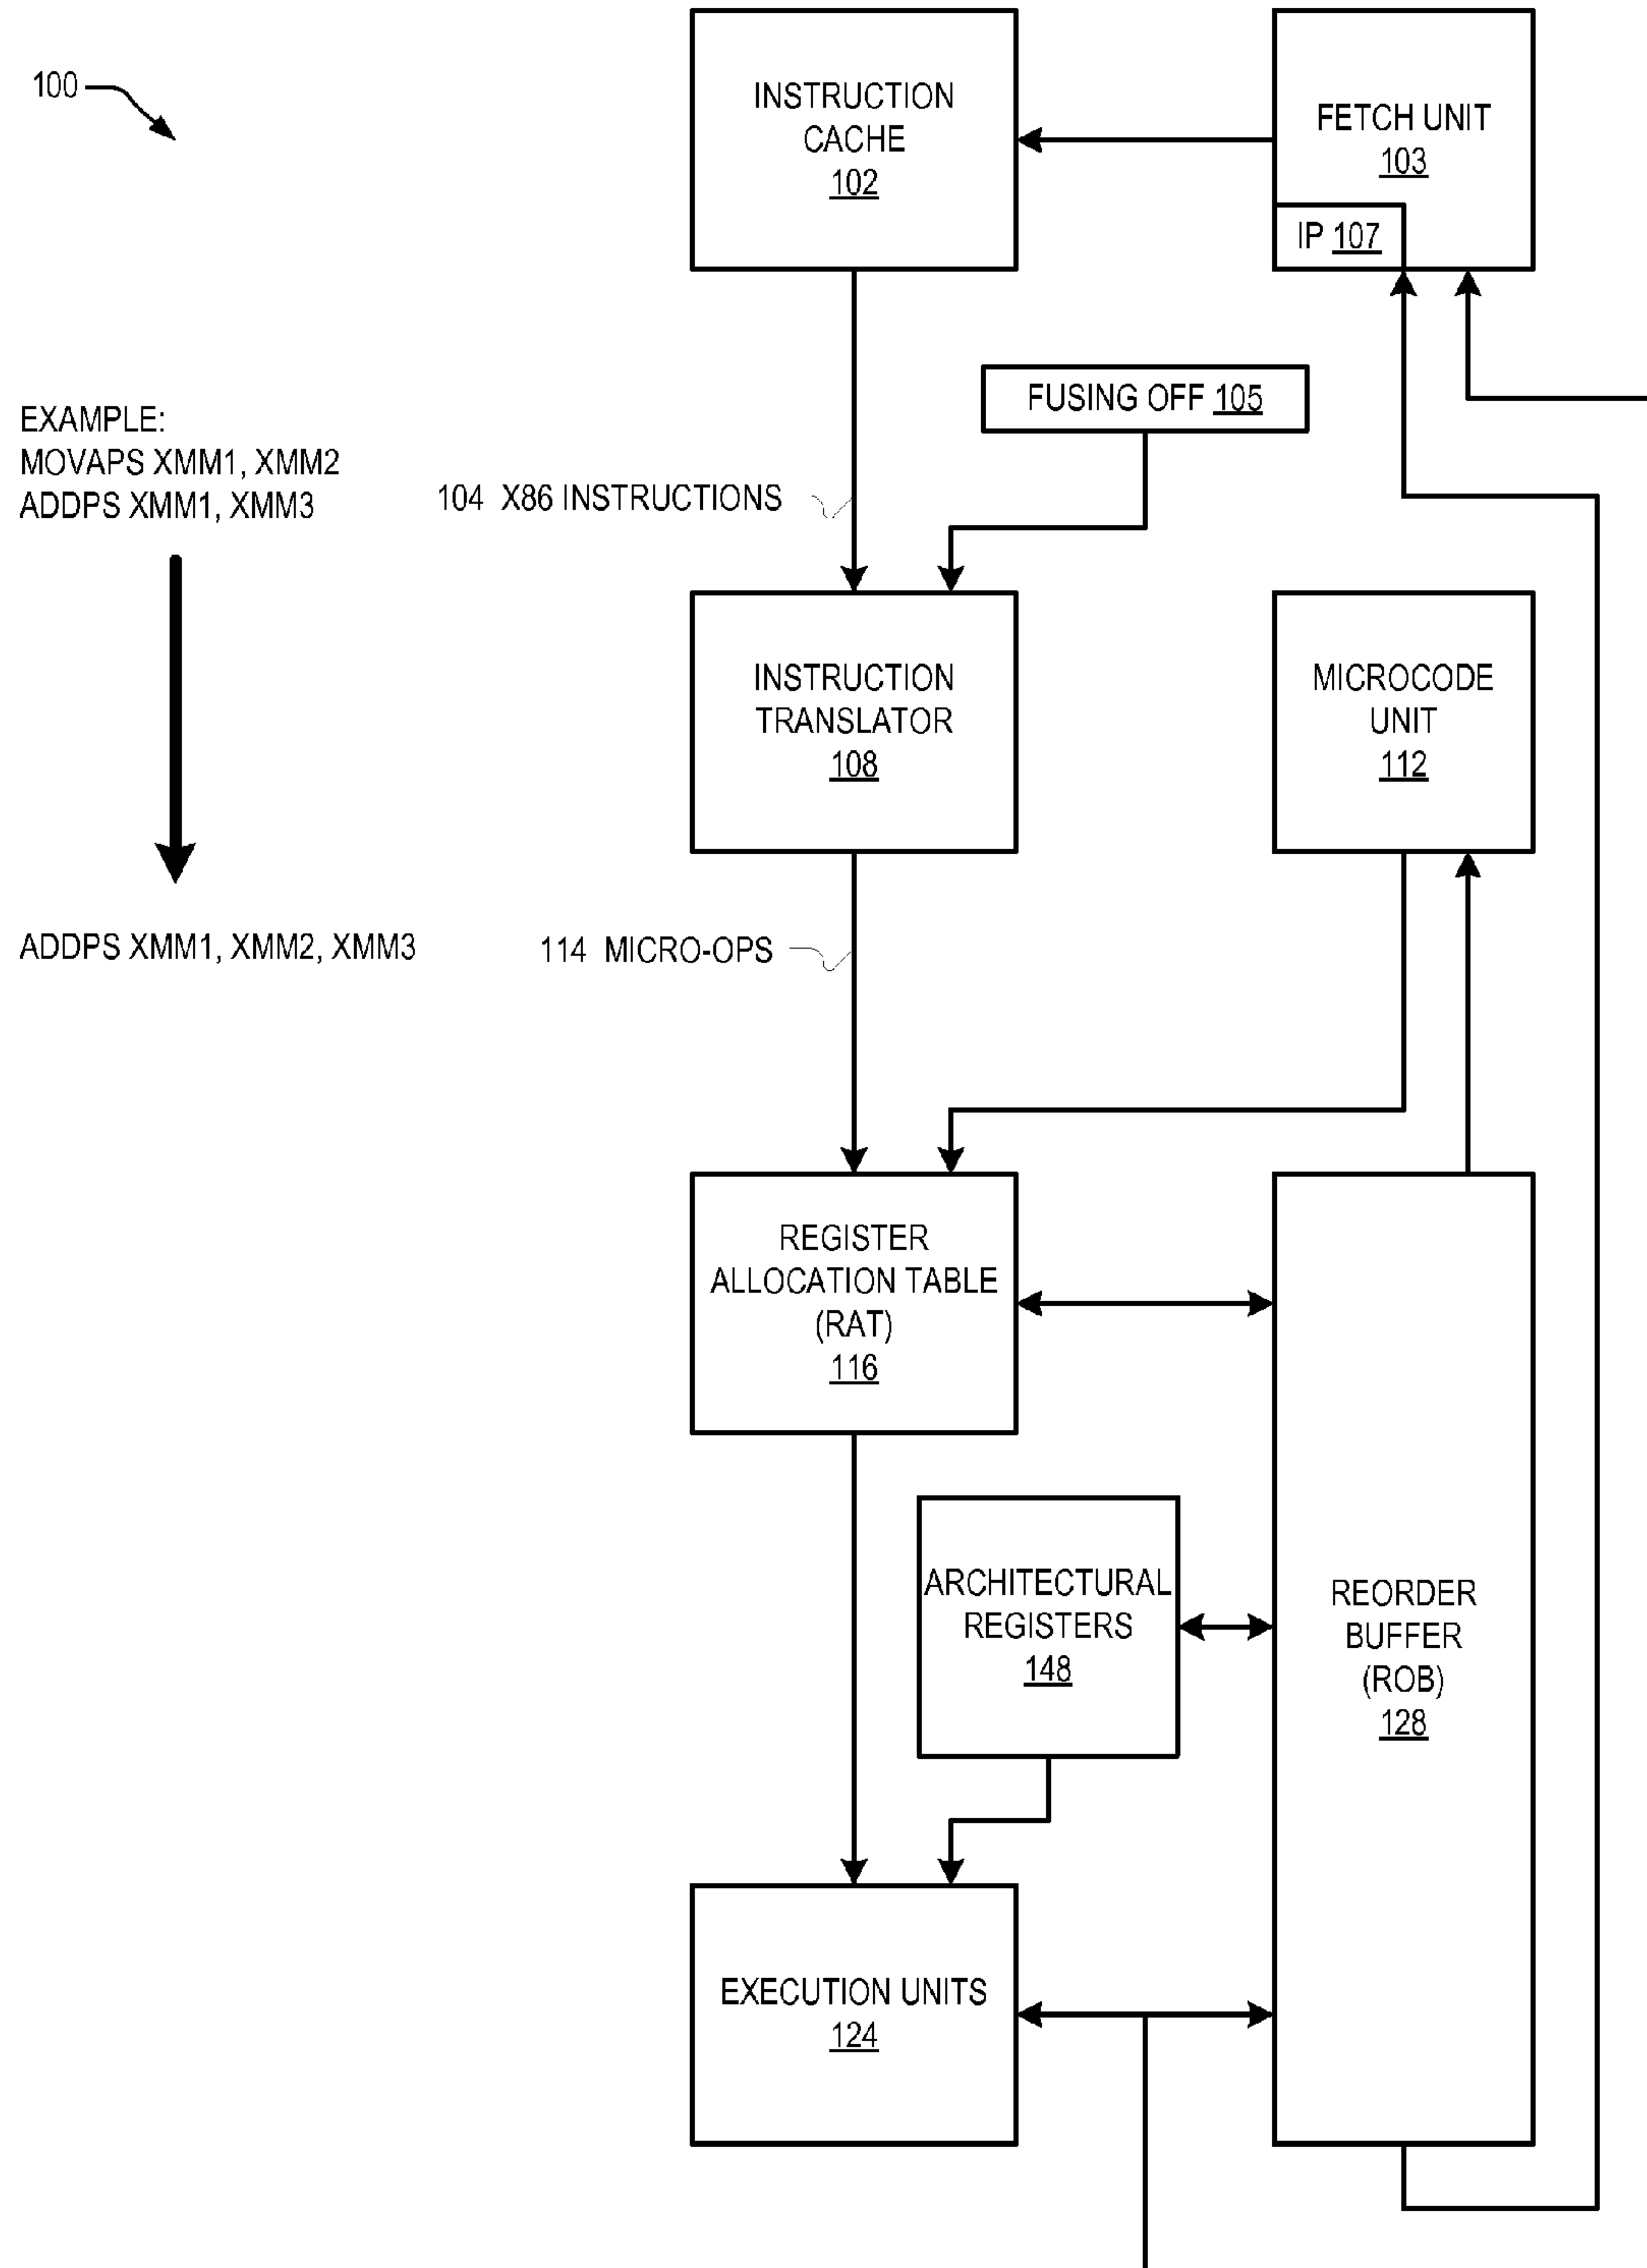 100
INSTRUCTION
CACHE
102
FETCH UNIT
103
IP 107
FUSING OFF 105
EXAMPLE:
MOVAPS XMM1, XMM2
ADDPS XMM1, XMM3
104 X86 INSTRUCTIONS
INSTRUCTION
TRANSLATOR
108
MICROCODE
UNIT
112
ADDPS XMM1, XMM2, XMM3
114 MICRO-OPS
REGISTER
ALLOCATION TABLE
(RAT)
116
ARCHITECTURAL
REGISTERS
148
REORDER
BUFFER
(ROB)
128
EXECUTION UNITS
124